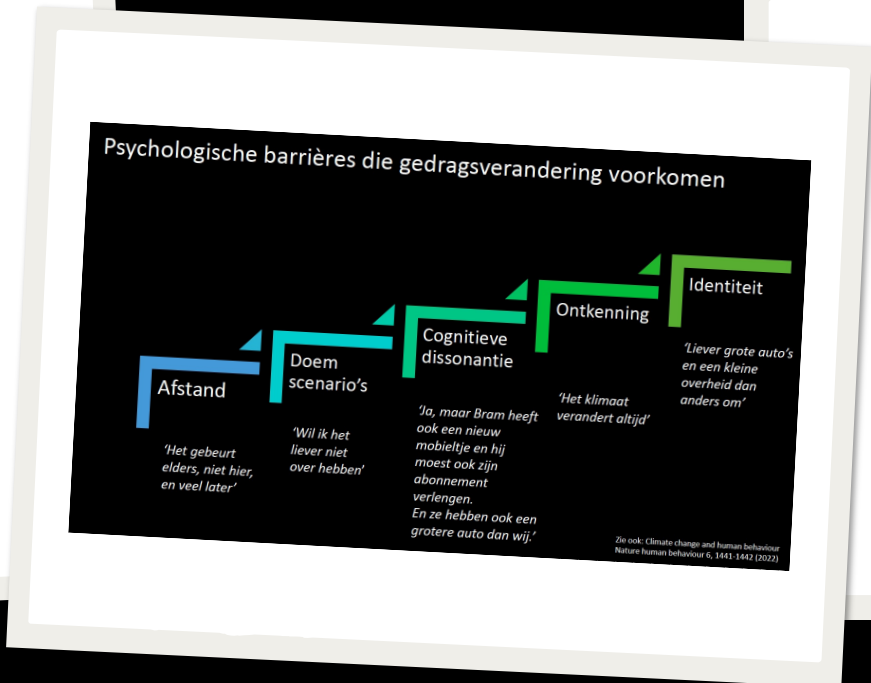 Psychologische barrières die gedragsverandering voorkomen
Afstand
'Het gebeurt
elders, niet hier,
en veel later'
Doem
scenario's
'Wil ik het
liever niet
over hebben'
Cognitieve
dissonantie
'Ja, maar Bram heeft
ook een nieuw
mobieltje en hij
moest ook zijn
abonnement
verlengen.
En ze hebben ook een
grotere auto dan wij.'
Ontkenning
'Het klimaat
verandert altijd'
Identiteit
'Liever grote auto's
en een kleine
overheid dan
anders om'
Zie ook: Climate change and human behaviour
Nature human behaviour 6, 1441-1442 (2022)